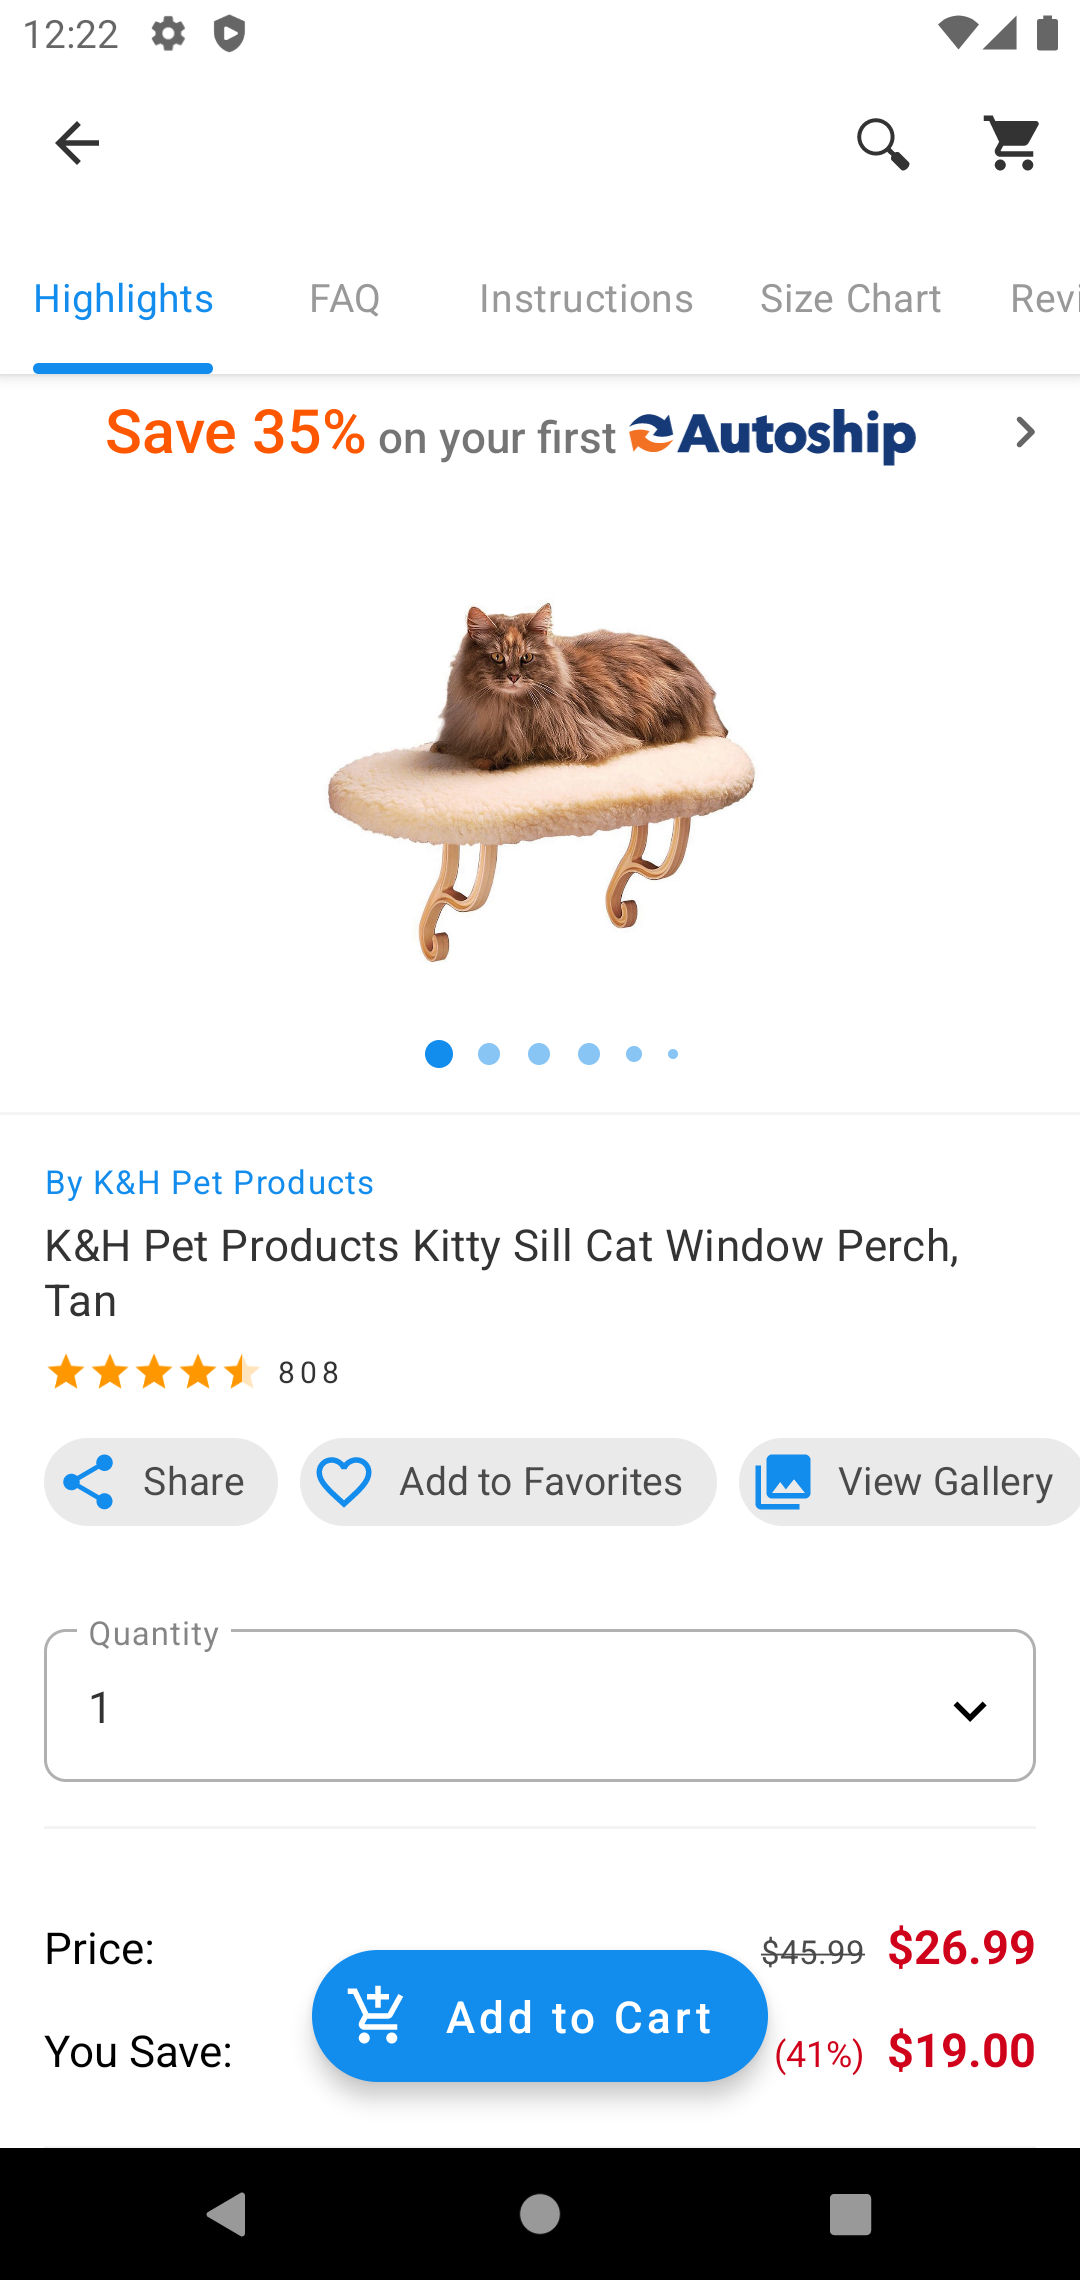 12:22
Highlights FAQ Instructions Size Chart Revi
Save 35% on your first Autoship
By K&H Pet Products
K&H Pet Products Kitty Sill Cat Window Perch,
Tan
808
Share Add to Favorites View Gallery
Quantity
1
Price: $45.99 $26.99
Add to Cart
You Save: (41%) $19.00